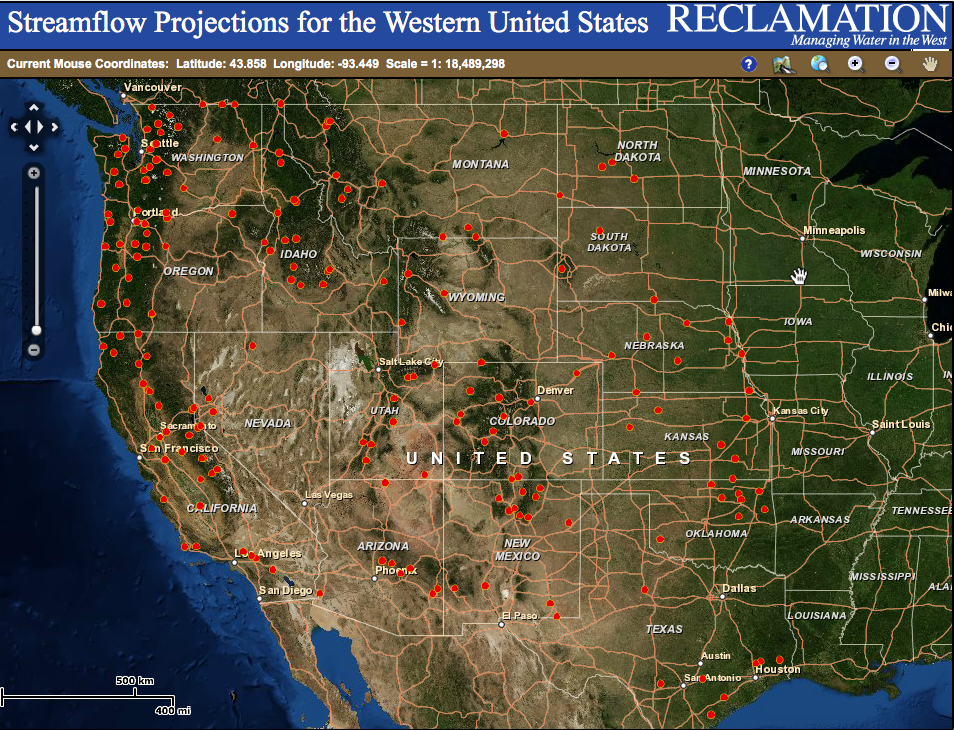 Streamflow Projections for the Western United States
RECLAMATION
Managing Water in the West
Current Mouse Coordinates: Latitude: 43.858 Longitude: -93.449 Scale = 1: 18,489,298
?
Vancouver
Seattle
WASHINGTON
MONTANA
NORTH
DAKOTA
MINNESOTA
Portland
Minneapolis
SOUTH
DAKOTA
WISCONSIN
IDAHO
OREGON
WYOMING
Milwa
IOWA
Chic
NEBRASKA
Salt Lake City
ILLINOIS
IN
Denver
UTAH
Kansas City
NEVADA
COLORADO
Sacramento
Saint Louis
KANSAS
San Francisco
MISSOURI
UNITED STATES
Las Vegas
CALIFORNIA
TENNESSEE
ARKANSAS
OKLAHOMA
ARIZONA
NEW
MEXICO
Los Angeles
Phoenix
MISSISSIPPI
ALA
San Diego
Dallas
El Paso
LOUISIANA
TEXAS
Austin
Houston
San Antonio
500 km
400 mi